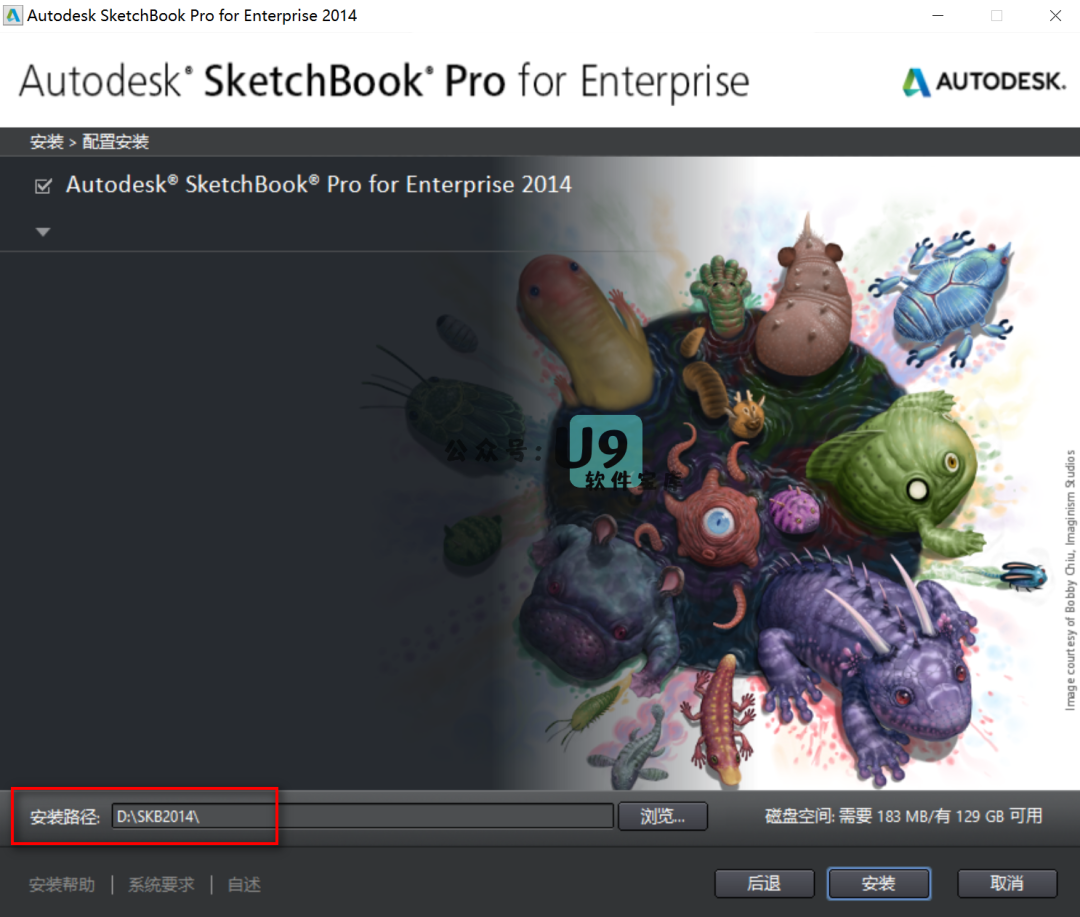 Autodesk SketchBook Pro for Enterprise 2014
Autodesk® SketchBook® Pro for Enterprise
AUTODESK.
安装 > 配置安装
Autodesk® SketchBook® Pro for Enterprise 2014
公众号: U9
软件宝库
Image courtesy of Bobby Chiu, Imaginism Studios
安装路径: D:\SKB2014\ 浏览... 磁盘空间: 需要 183 MB/有 129 GB 可用
安装帮助 | 系统要求 | 自述 后退 安装 取消